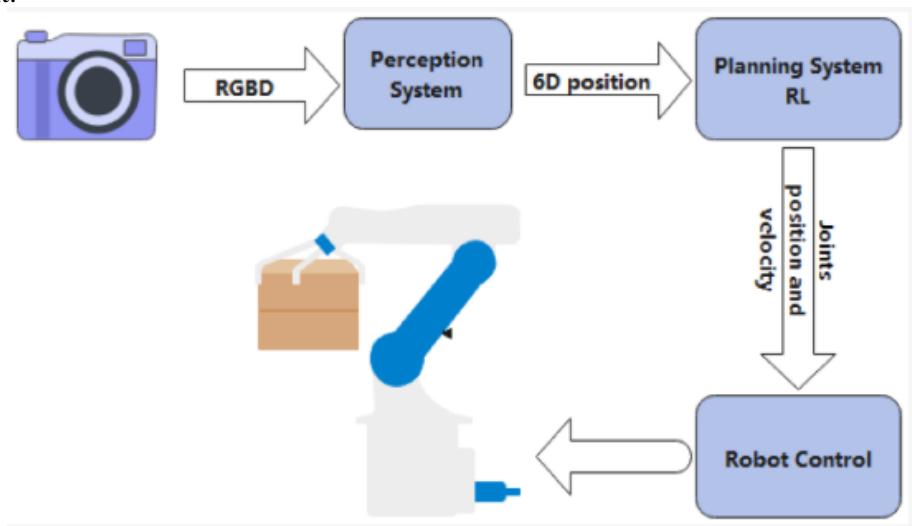 RGBD
Perception
System
6D position
Planning System
RL
Joints
position and
velocity
Robot Control